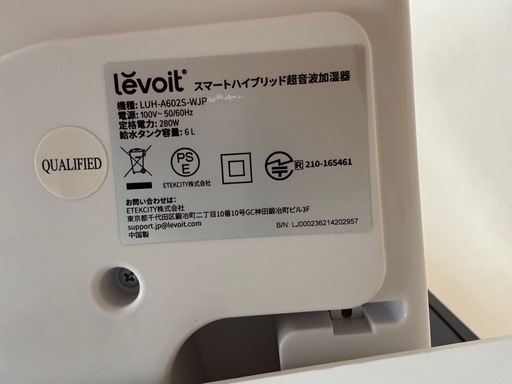 levoit® スマートハイブリッド超音波加湿器
機種: LUH-A602S-WJP
電源: 100V~ 50/60Hz
定格電力: 280W
給水タンク容量: 6L
QUALIFIED
PS
E
ETEKCITY株式会社
R 210-165461
お問い合わせは:
ETEKCITY株式会社
東京都千代田区鍛冶町二丁目10番10号GC神田鍛冶町ビル3F
support.jp@levoit.com
中国製
B/N: LJ000236214202957